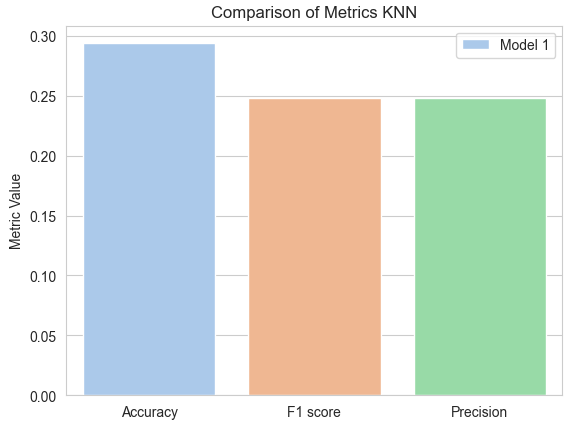 Comparison of Metrics KNN
Model 1
Metric Value
0.30
0.25
0.20
0.15
0.10
0.05
0.00
Accuracy
F1 score
Precision